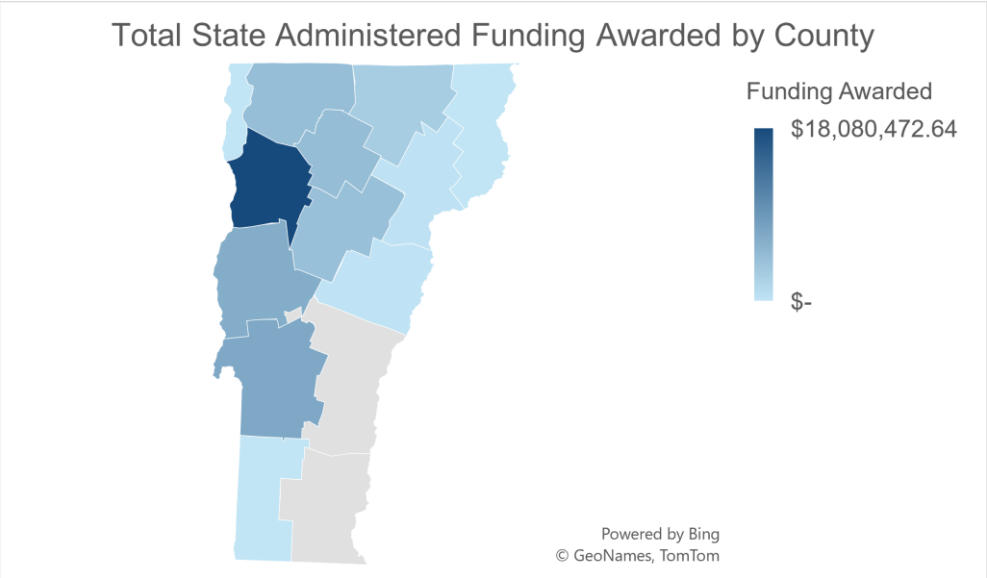 Total State Administered Funding Awarded by County
Funding Awarded
$18,080,472.64
$-
Powered by Bing
© GeoNames, TomTom